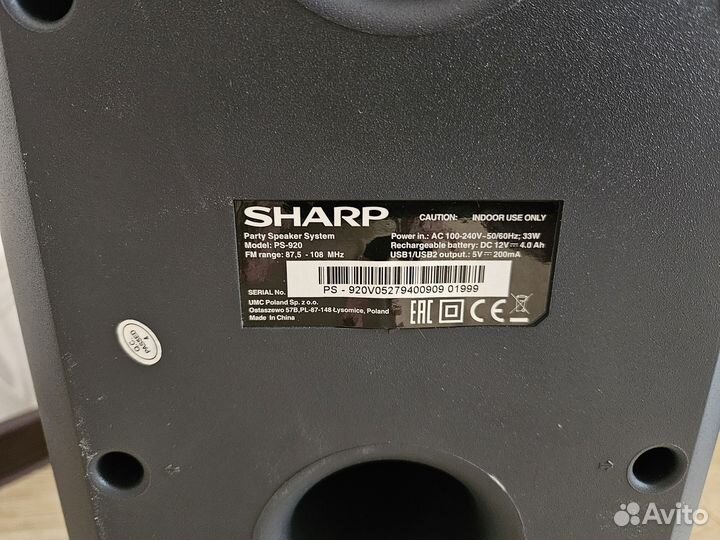 SHARP
CAUTION: INDOOR USE ONLY
Party Speaker System
Model: PS-920
FM range: 87,5 - 108 MHz
Power in.: AC 100-240V~50/60Hz; 33W
Rechargeable battery: DC 12V⎓ 4.0 Ah
USB1/USB2 output.: 5V⎓ 200mA
SERIAL No.
PS - 920V05279400909 01999
UMC Poland Sp. z o.o.
Ostaszewo 57B,PL-87-148 Łysomice, Poland
Made in China
EAC
CE
Q.C.
PASSED
4
Avito